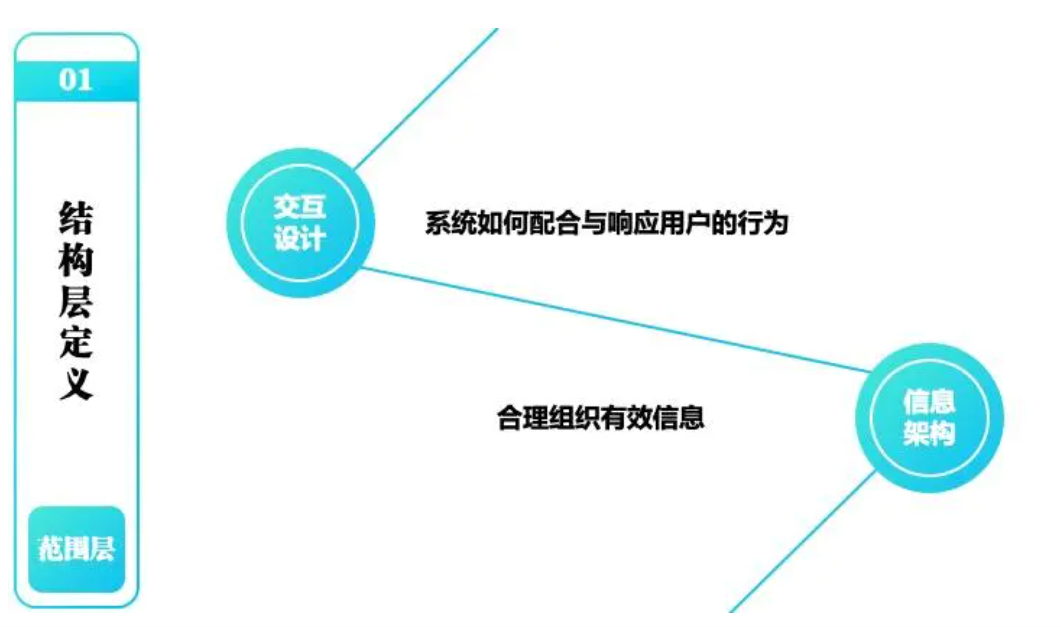 01
结构层定义
范围层
交互
设计
系统如何配合与响应用户的行为
合理组织有效信息
信息
架构